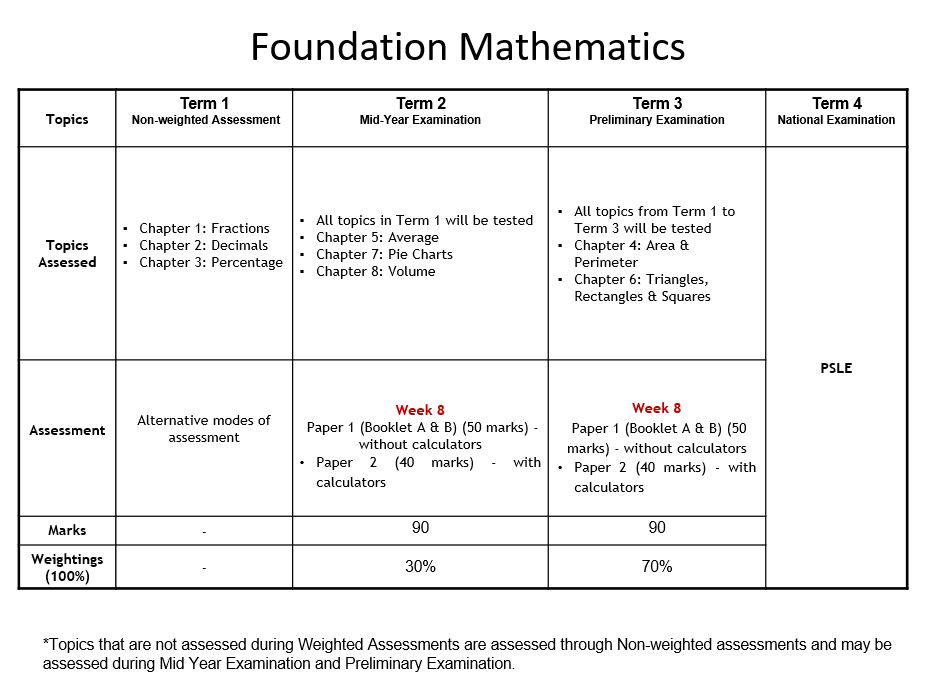 Foundation Mathematics
Topics
Term 1
Non-weighted Assessment
Term 2
Mid-Year Examination
Term 3
Preliminary Examination
Term 4
National Examination
Topics
Assessed
▪ Chapter 1: Fractions
▪ Chapter 2: Decimals
▪ Chapter 3: Percentage
▪ All topics in Term 1 will be tested
▪ Chapter 5: Average
▪ Chapter 7: Pie Charts
▪ Chapter 8: Volume
▪ All topics from Term 1 to
Term 3 will be tested
▪ Chapter 4: Area &
Perimeter
▪ Chapter 6: Triangles,
Rectangles & Squares
PSLE
Assessment
Alternative modes of
assessment
Week 8
Paper 1 (Booklet A & B) (50 marks) -
without calculators
• Paper 2 (40 marks) - with
calculators
Week 8
Paper 1 (Booklet A & B) (50
marks) - without calculators
• Paper 2 (40 marks) - with
calculators
Marks
-
90
90
Weightings
(100%)
-
30%
70%
*Topics that are not assessed during Weighted Assessments are assessed through Non-weighted assessments and may be
assessed during Mid Year Examination and Preliminary Examination.